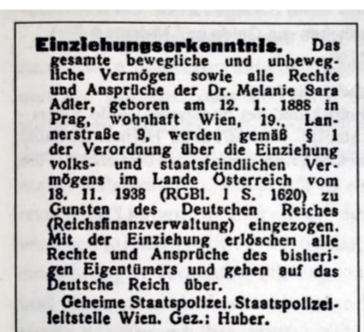 Einziehungserkenntnis. Das
gesamte bewegliche und unbeweg-
liche Vermögen sowie alle Rechte
und Ansprüche der Dr. Melanie Sara
Adler, geboren am 12. 1. 1888 in
Prag, wohnhaft Wien, 19., Lan-
nerstraße 9, werden gemäß § 1
der Verordnung über die Einziehung
volks- und staatsfeindlichen Ver-
mögens im Lande Österreich vom
18. 11. 1938 (RGBl. I S. 1620) zu
Gunsten des Deutschen Reiches
(Reichsfinanzverwaltung) eingezogen.
Mit der Einziehung erlöschen alle
Rechte und Ansprüche des bisheri-
gen Eigentümers und gehen auf das
Deutsche Reich über.
Geheime Staatspolizei. Staatspolizei-
leitstelle Wien. Gez.: Huber.